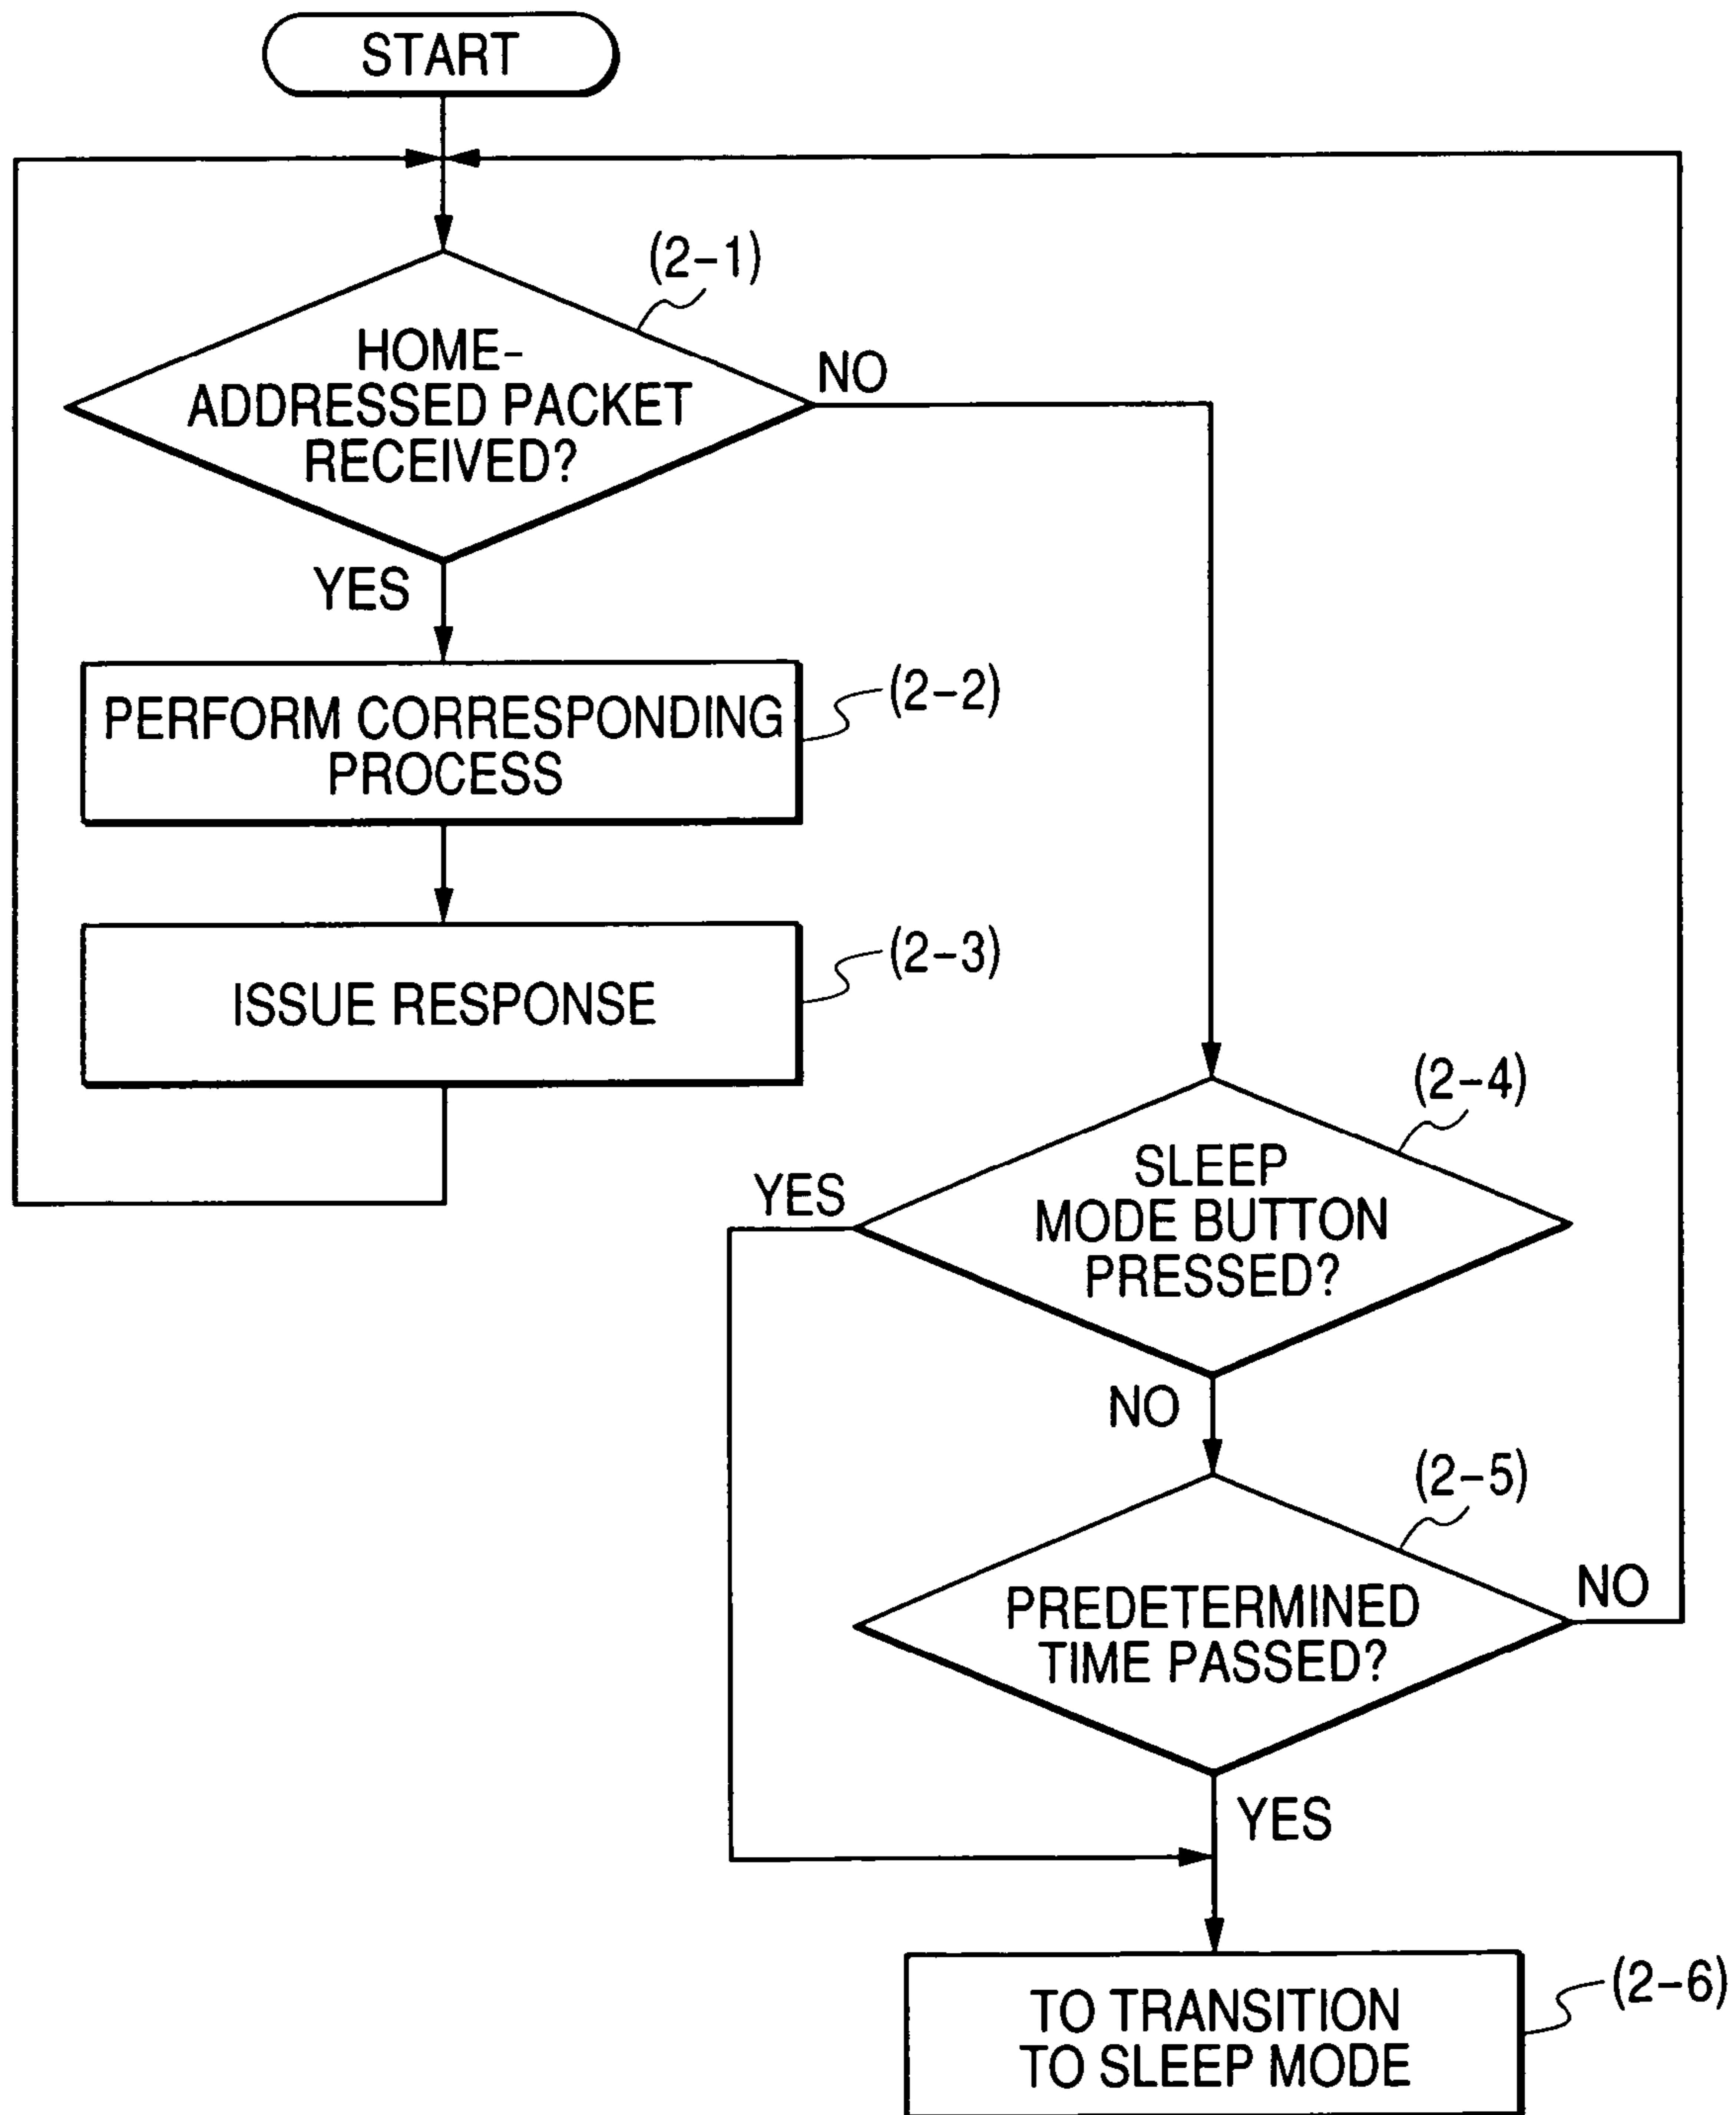 START
(2-1)
HOME-
ADDRESSED PACKET
RECEIVED?
NO
YES
PERFORM CORRESPONDING
PROCESS
(2-2)
ISSUE RESPONSE
(2-3)
(2-4)
SLEEP
MODE BUTTON
PRESSED?
YES
NO
(2-5)
PREDETERMINED
TIME PASSED?
NO
YES
TO TRANSITION
TO SLEEP MODE
(2-6)